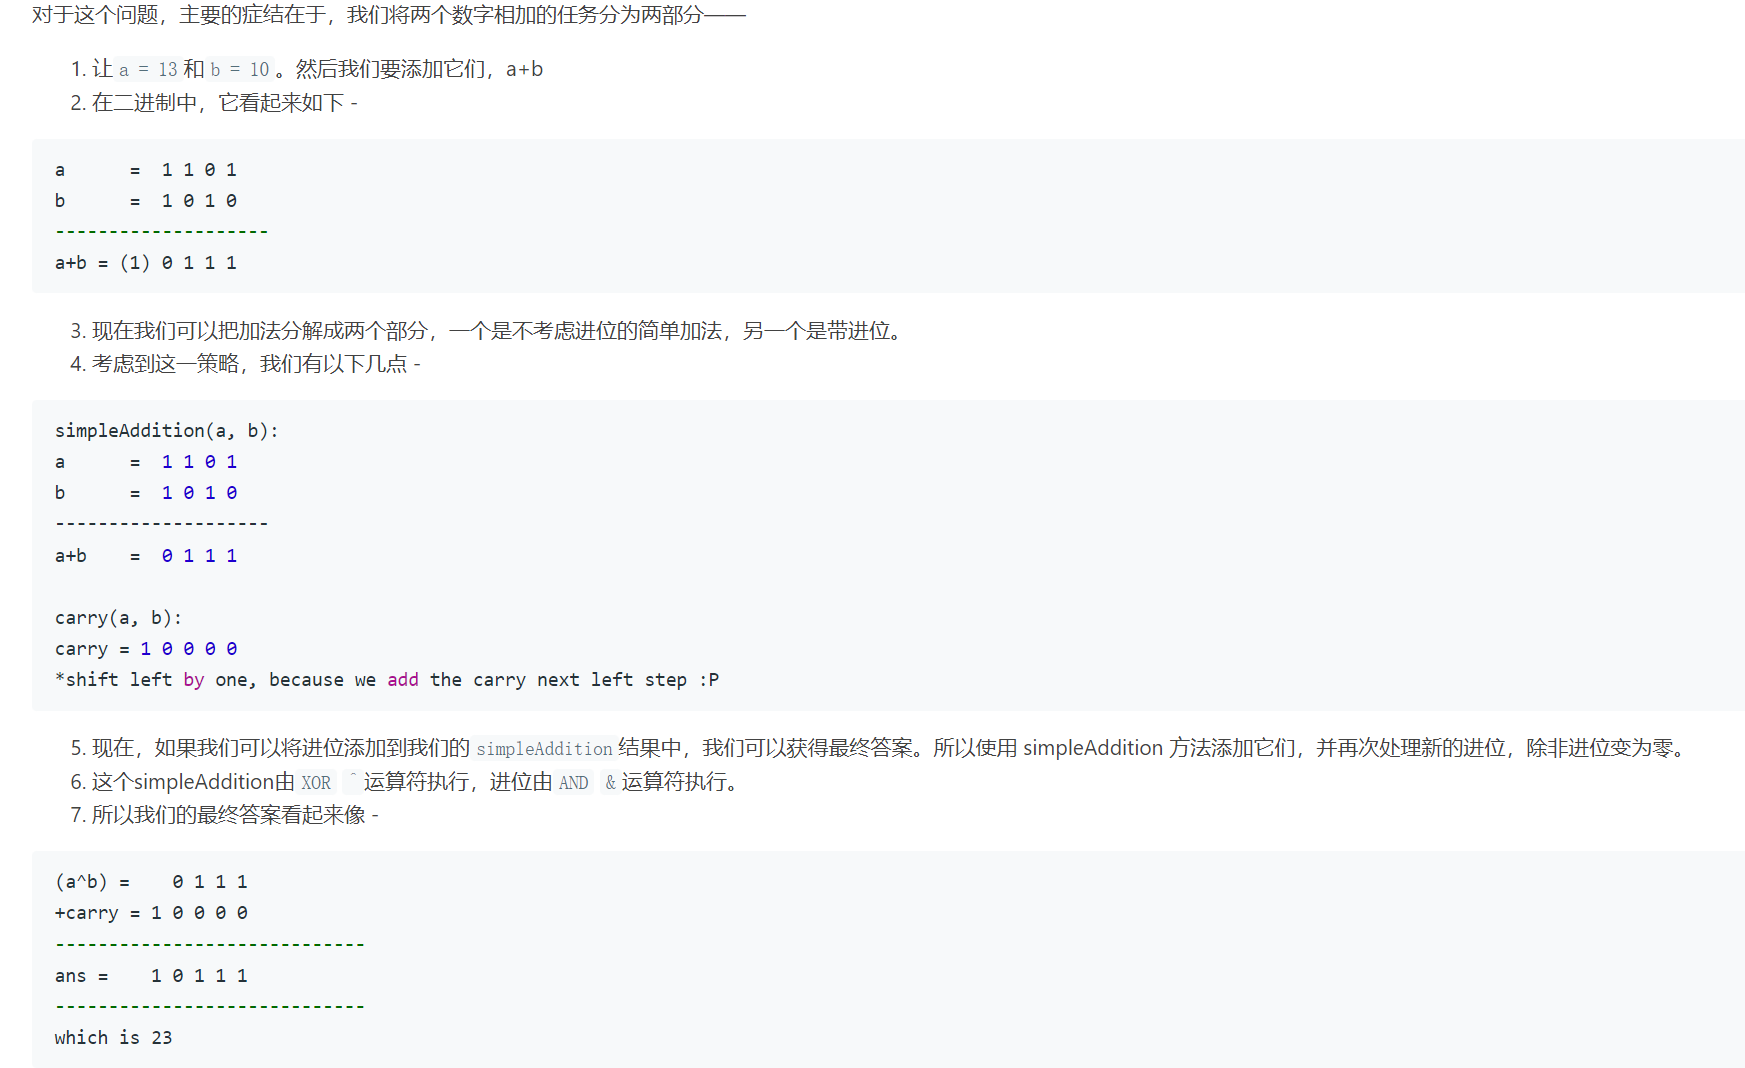 对于这个问题，主要的症结在于，我们将两个数字相加的任务分为两部分——
1. 让 a = 13 和 b = 10 。然后我们要添加它们，a+b
2. 在二进制中，它看起来如下 -
a      =  1 1 0 1
b      =  1 0 1 0
--------------------
a+b = (1) 0 1 1 1
3. 现在我们可以把加法分解成两个部分，一个是不考虑进位的简单加法，另一个是带进位。
4. 考虑到这一策略，我们有以下几点 -
simpleAddition(a, b):
a      =  1 1 0 1
b      =  1 0 1 0
--------------------
a+b    =  0 1 1 1
carry(a, b):
carry = 1 0 0 0 0
*shift left by one, because we add the carry next left step :P
5. 现在，如果我们可以将进位添加到我们的 simpleAddition 结果中，我们可以获得最终答案。所以使用 simpleAddition 方法添加它们，并再次处理新的进位，除非进位变为零。
6. 这个simpleAddition由 XOR ^ 运算符执行，进位由 AND & 运算符执行。
7. 所以我们的最终答案看起来像 -
(a^b) =    0 1 1 1
+carry = 1 0 0 0 0
-----------------------------
ans =    1 0 1 1 1
-----------------------------
which is 23